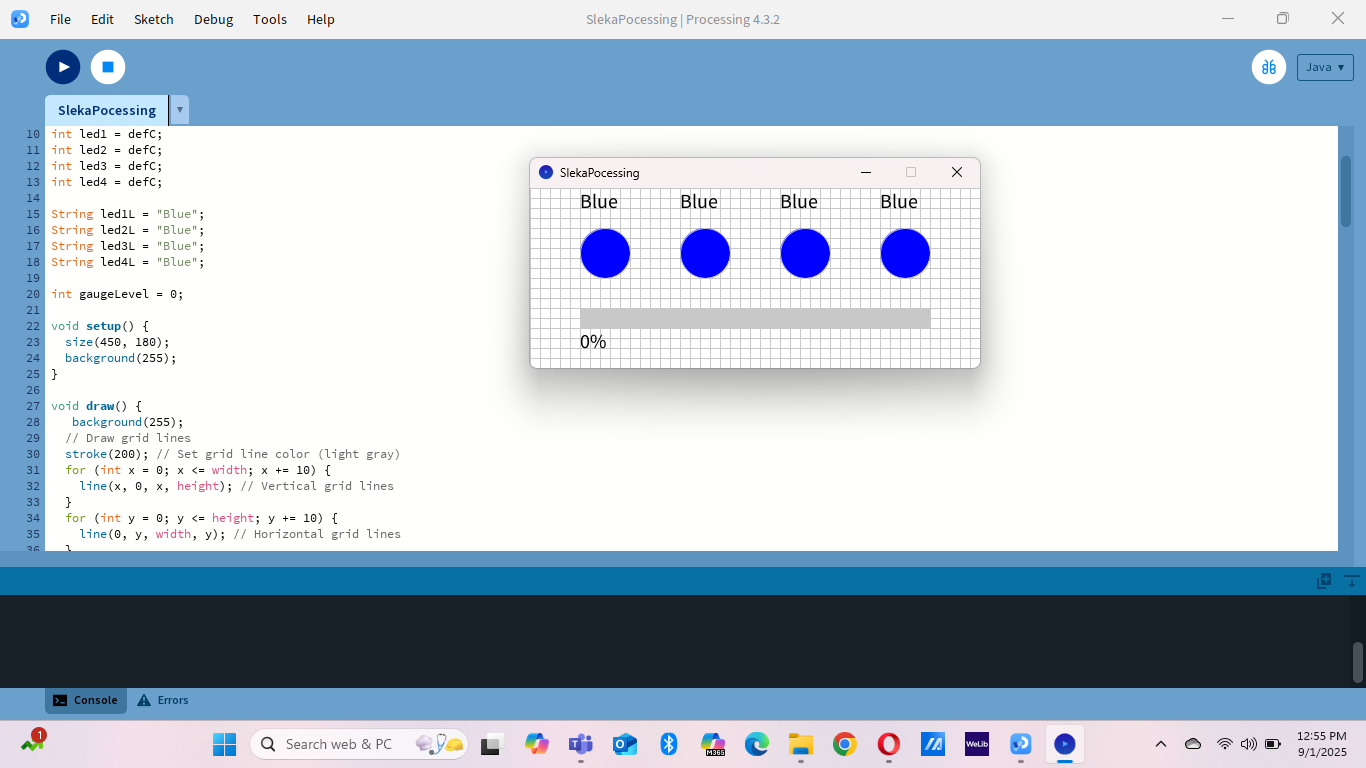 File Edit Sketch Debug Tools Help
SlekaPocessing | Processing 4.3.2
Java ▾
SlekaPocessing ▾
10 int led1 = defC;
11 int led2 = defC;
12 int led3 = defC;
13 int led4 = defC;
14
15 String led1L = "Blue";
16 String led2L = "Blue";
17 String led3L = "Blue";
18 String led4L = "Blue";
19
20 int gaugeLevel = 0;
21
22 void setup() {
23 size(450, 180);
24 background(255);
25 }
26
27 void draw() {
28 background(255);
29 // Draw grid lines
30 stroke(200); // Set grid line color (light gray)
31 for (int x = 0; x <= width; x += 10) {
32 line(x, 0, x, height); // Vertical grid lines
33 }
34 for (int y = 0; y <= height; y += 10) {
35 line(0, y, width, y); // Horizontal grid lines
36 }
SlekaPocessing
Blue Blue Blue Blue
0%
Console Errors
1
Search web & PC
M365
WeLib
12:55 PM
9/1/2025